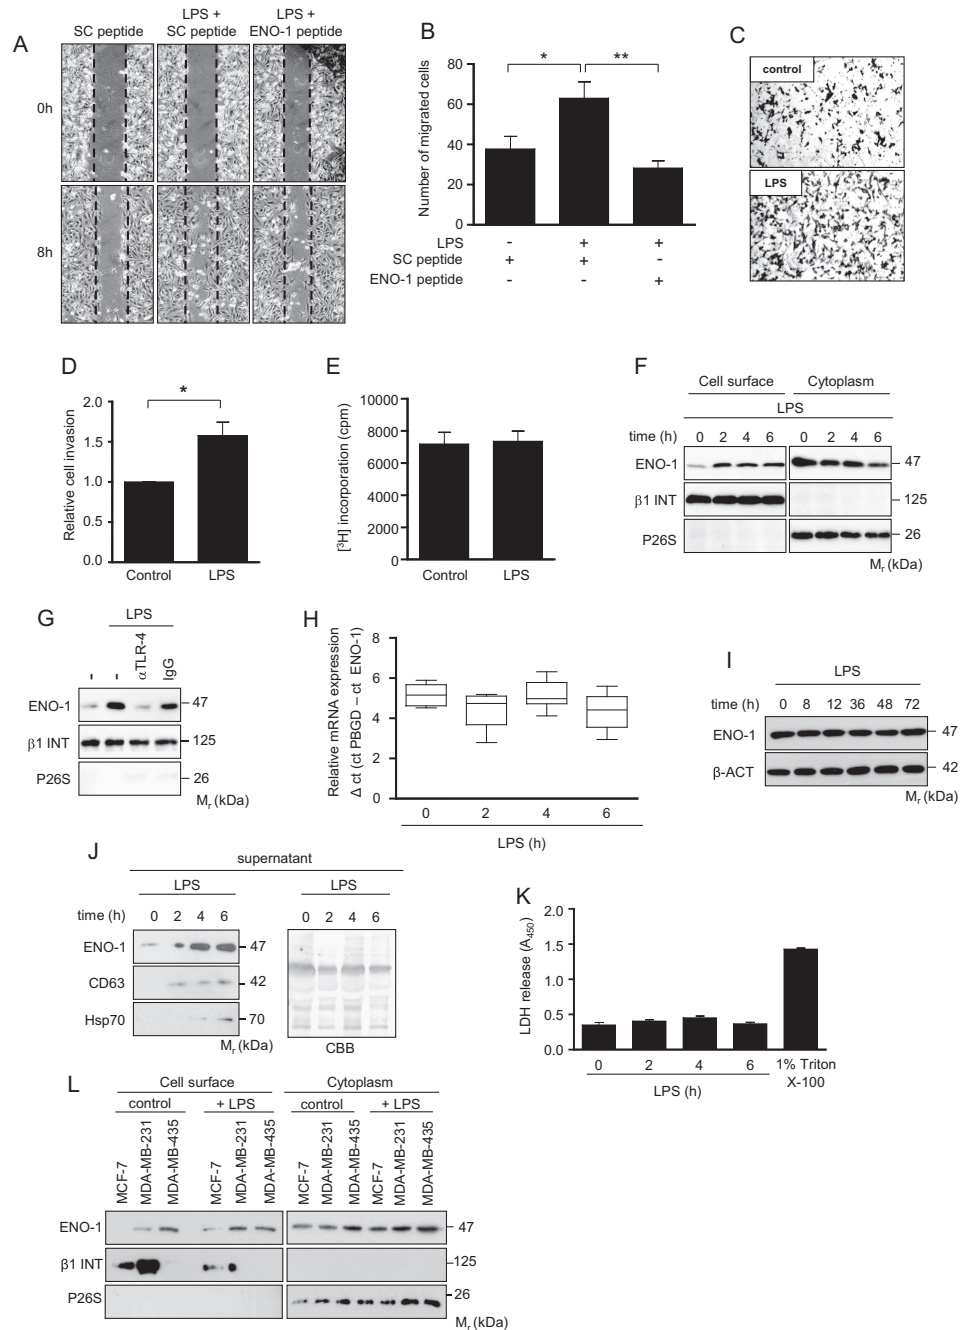 A
SC peptide
LPS +
SC peptide
LPS +
ENO-1 peptide
0h
8h
B
Number of migrated cells
80
60
40
20
0
*
**
LPS - + +
SC peptide + + -
ENO-1 peptide - - +
C
control
LPS
D
Relative cell invasion
2.0
1.5
1.0
0.5
0.0
*
Control LPS
E
[³H] incorporation (cpm)
10000
8000
6000
4000
2000
0
Control LPS
F
Cell surface Cytoplasm
LPS
time (h) 0 2 4 6 0 2 4 6
ENO-1 47
β1 INT 125
P26S 26
Mr (kDa)
G
LPS
- - αTLR-4 IgG
ENO-1 47
β1 INT 125
P26S 26
Mr (kDa)
H
Relative mRNA expression
Δ ct (ct PBGD – ct ENO-1)
8
6
4
2
0
0 2 4 6
LPS (h)
I
LPS
time (h) 0 8 12 36 48 72
ENO-1 47
β-ACT 42
Mr (kDa)
J
supernatant
LPS LPS
time (h) 0 2 4 6 0 2 4 6
ENO-1 47
CD63 42
Hsp70 70
Mr (kDa)
CBB
K
LDH release (A450)
2.0
1.5
1.0
0.5
0.0
0 2 4 6 1% Triton
X-100
LPS (h)
L
Cell surface Cytoplasm
control + LPS control + LPS
MCF-7 MDA-MB-231 MDA-MB-435 MCF-7 MDA-MB-231 MDA-MB-435 MCF-7 MDA-MB-231 MDA-MB-435 MCF-7 MDA-MB-231 MDA-MB-435
ENO-1 47
β1 INT 125
P26S 26
Mr (kDa)